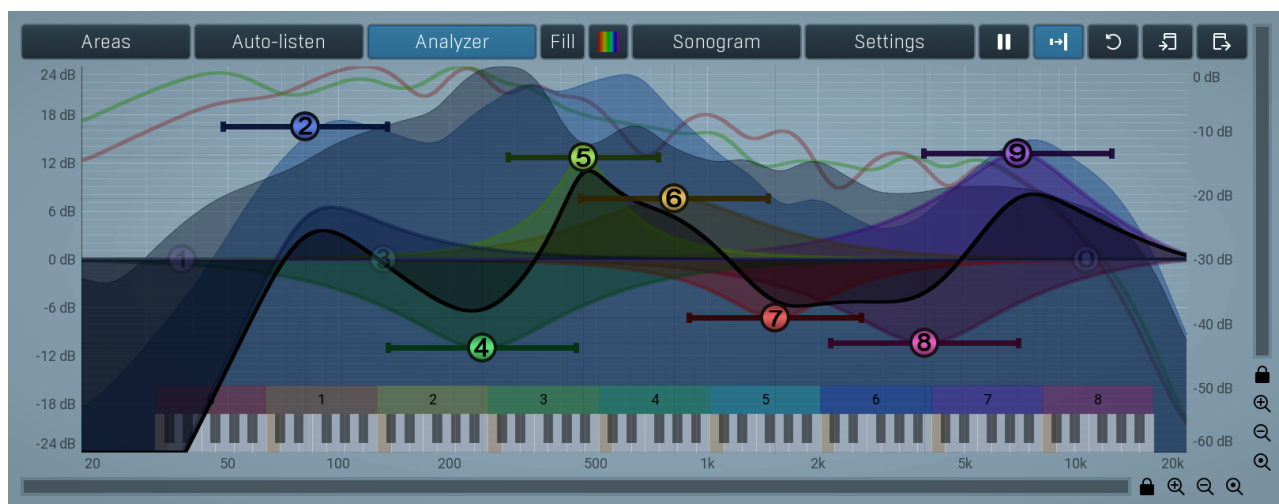 Areas Auto-listen Analyzer Fill Sonogram Settings
24 dB 0 dB
18 dB -10 dB
2
12 dB 5 9
6 dB 6 -20 dB
1 0 dB 3 0 -30 dB
-6 dB 7 -40 dB
4 8
-12 dB -50 dB
-18 dB 0 1 2 3 4 5 6 7 8
-24 dB -60 dB
20 50 100 200 500 1k 2k 5k 10k 20k